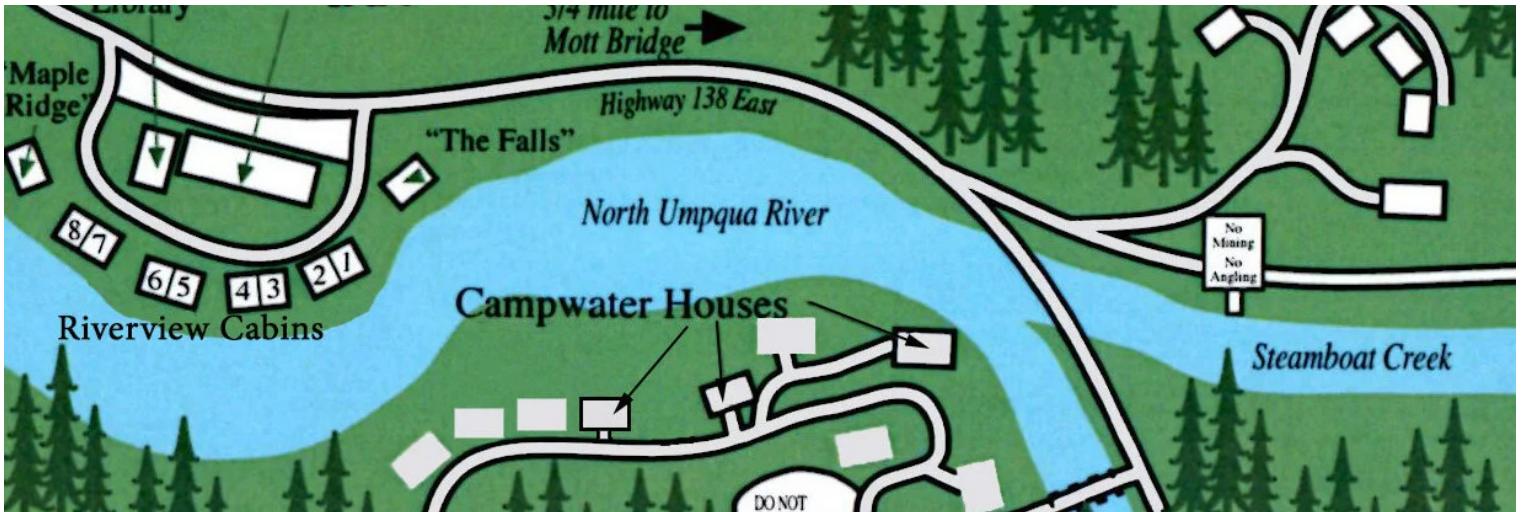 Library
3/4 mile to
Mott Bridge
"Maple
Ridge"
Highway 138 East
"The Falls"
North Umpqua River
No
Mining
No
Angling
8/7
6 5
4 3
2 1
Riverview Cabins
Campwater Houses
Steamboat Creek
DO NOT